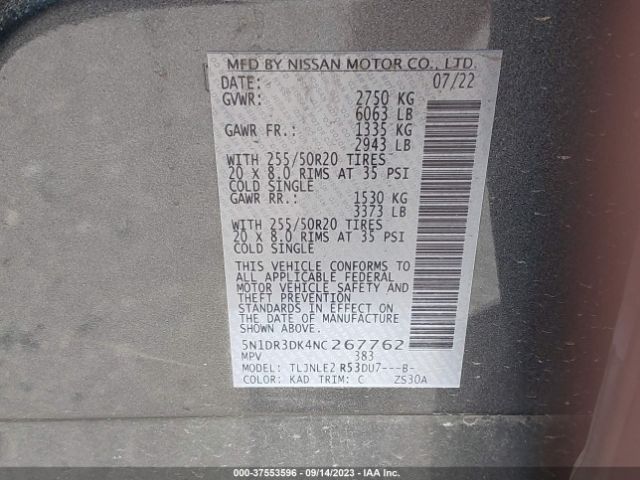 MFD BY NISSAN MOTOR CO., LTD.
DATE: 07/22
GVWR: 2750 KG
6063 LB
GAWR FR.: 1335 KG
2943 LB
WITH 255/50R20 TIRES
20 X 8.0 RIMS AT 35 PSI
COLD SINGLE
GAWR RR.: 1530 KG
3373 LB
WITH 255/50R20 TIRES
20 X 8.0 RIMS AT 35 PSI
COLD SINGLE
THIS VEHICLE CONFORMS TO
ALL APPLICABLE FEDERAL
MOTOR VEHICLE SAFETY AND
THEFT PREVENTION
STANDARDS IN EFFECT ON
THE DATE OF MANUFACTURE
SHOWN ABOVE.
5N1DR3DK4NC267762
MPV 383
MODEL: TLJNLE2 R53DU7---B-
COLOR: KAD TRIM: C ZS30A
000-37553596 - 09/14/2023 - IAA Inc.